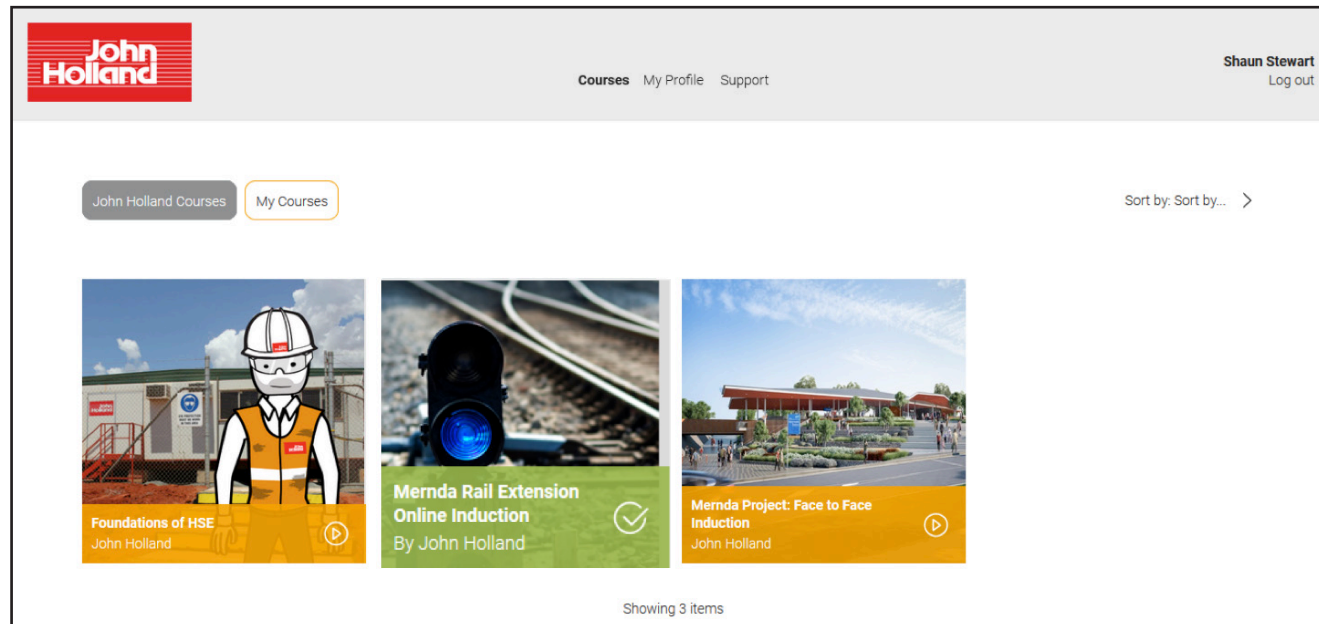 John
Holland
Courses My Profile Support
Shaun Stewart
Log out
John Holland Courses
My Courses
Sort by: Sort by...
Foundations of HSE
John Holland
Mernda Rail Extension
Online Induction
By John Holland
Mernda Project: Face to Face
Induction
John Holland
Showing 3 items